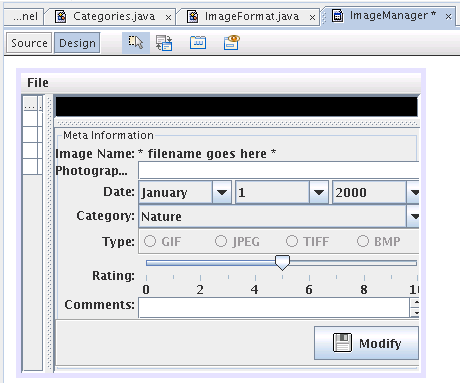 ...nel Categories.java x ImageFormat.java x ImageManager * x
Source Design
File
... .
Meta Information
Image Name: * filename goes here *
Photograp...
Date: January 1 2000
Category: Nature
Type: GIF JPEG TIFF BMP
Rating:
0 2 4 6 8 1
Comments:
Modify